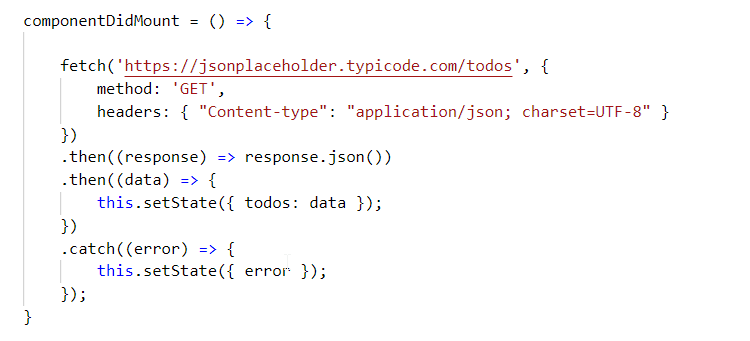 componentDidMount = () => {
fetch('https://jsonplaceholder.typicode.com/todos', {
method: 'GET',
headers: { "Content-type": "application/json; charset=UTF-8" }
})
.then((response) => response.json())
.then((data) => {
this.setState({ todos: data });
})
.catch((error) => {
this.setState({ error });
});
}